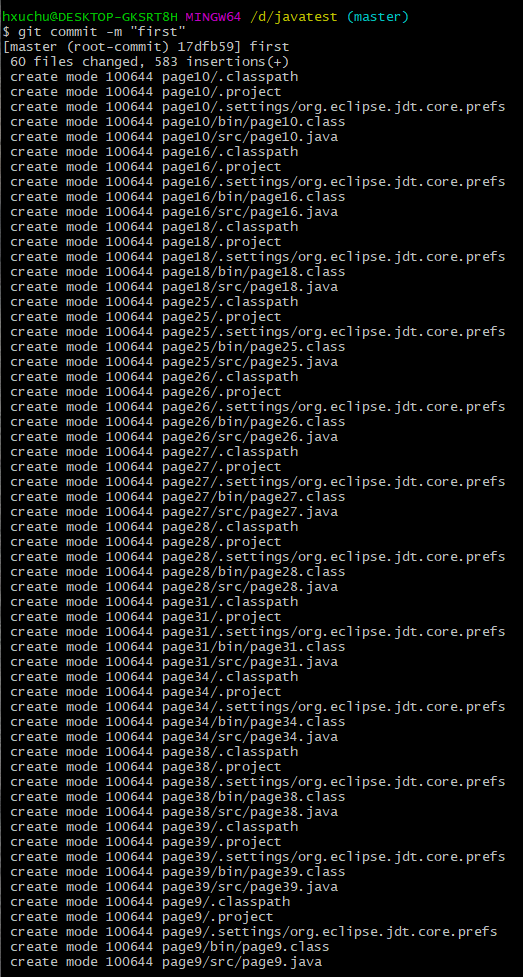 hxuchu@DESKTOP-GKSRT8H MINGW64 /d/javatest (master)
$ git commit -m "first"
[master (root-commit) 17dfb59] first
 60 files changed, 583 insertions(+)
 create mode 100644 page10/.classpath
 create mode 100644 page10/.project
 create mode 100644 page10/.settings/org.eclipse.jdt.core.prefs
 create mode 100644 page10/bin/page10.class
 create mode 100644 page10/src/page10.java
 create mode 100644 page16/.classpath
 create mode 100644 page16/.project
 create mode 100644 page16/.settings/org.eclipse.jdt.core.prefs
 create mode 100644 page16/bin/page16.class
 create mode 100644 page16/src/page16.java
 create mode 100644 page18/.classpath
 create mode 100644 page18/.project
 create mode 100644 page18/.settings/org.eclipse.jdt.core.prefs
 create mode 100644 page18/bin/page18.class
 create mode 100644 page18/src/page18.java
 create mode 100644 page25/.classpath
 create mode 100644 page25/.project
 create mode 100644 page25/.settings/org.eclipse.jdt.core.prefs
 create mode 100644 page25/bin/page25.class
 create mode 100644 page25/src/page25.java
 create mode 100644 page26/.classpath
 create mode 100644 page26/.project
 create mode 100644 page26/.settings/org.eclipse.jdt.core.prefs
 create mode 100644 page26/bin/page26.class
 create mode 100644 page26/src/page26.java
 create mode 100644 page27/.classpath
 create mode 100644 page27/.project
 create mode 100644 page27/.settings/org.eclipse.jdt.core.prefs
 create mode 100644 page27/bin/page27.class
 create mode 100644 page27/src/page27.java
 create mode 100644 page28/.classpath
 create mode 100644 page28/.project
 create mode 100644 page28/.settings/org.eclipse.jdt.core.prefs
 create mode 100644 page28/bin/page28.class
 create mode 100644 page28/src/page28.java
 create mode 100644 page31/.classpath
 create mode 100644 page31/.project
 create mode 100644 page31/.settings/org.eclipse.jdt.core.prefs
 create mode 100644 page31/bin/page31.class
 create mode 100644 page31/src/page31.java
 create mode 100644 page34/.classpath
 create mode 100644 page34/.project
 create mode 100644 page34/.settings/org.eclipse.jdt.core.prefs
 create mode 100644 page34/bin/page34.class
 create mode 100644 page34/src/page34.java
 create mode 100644 page38/.classpath
 create mode 100644 page38/.project
 create mode 100644 page38/.settings/org.eclipse.jdt.core.prefs
 create mode 100644 page38/bin/page38.class
 create mode 100644 page38/src/page38.java
 create mode 100644 page39/.classpath
 create mode 100644 page39/.project
 create mode 100644 page39/.settings/org.eclipse.jdt.core.prefs
 create mode 100644 page39/bin/page39.class
 create mode 100644 page39/src/page39.java
 create mode 100644 page9/.classpath
 create mode 100644 page9/.project
 create mode 100644 page9/.settings/org.eclipse.jdt.core.prefs
 create mode 100644 page9/bin/page9.class
 create mode 100644 page9/src/page9.java